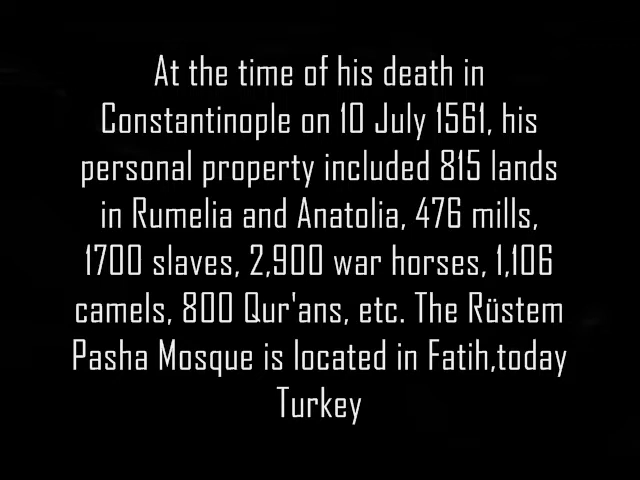 At the time of his death in
Constantinople on 10 July 1561, his
personal property included 815 lands
in Rumelia and Anatolia, 476 mills,
1700 slaves, 2,900 war horses, 1,106
camels, 800 Qur'ans, etc. The Rüstem
Pasha Mosque is located in Fatih,today
Turkey